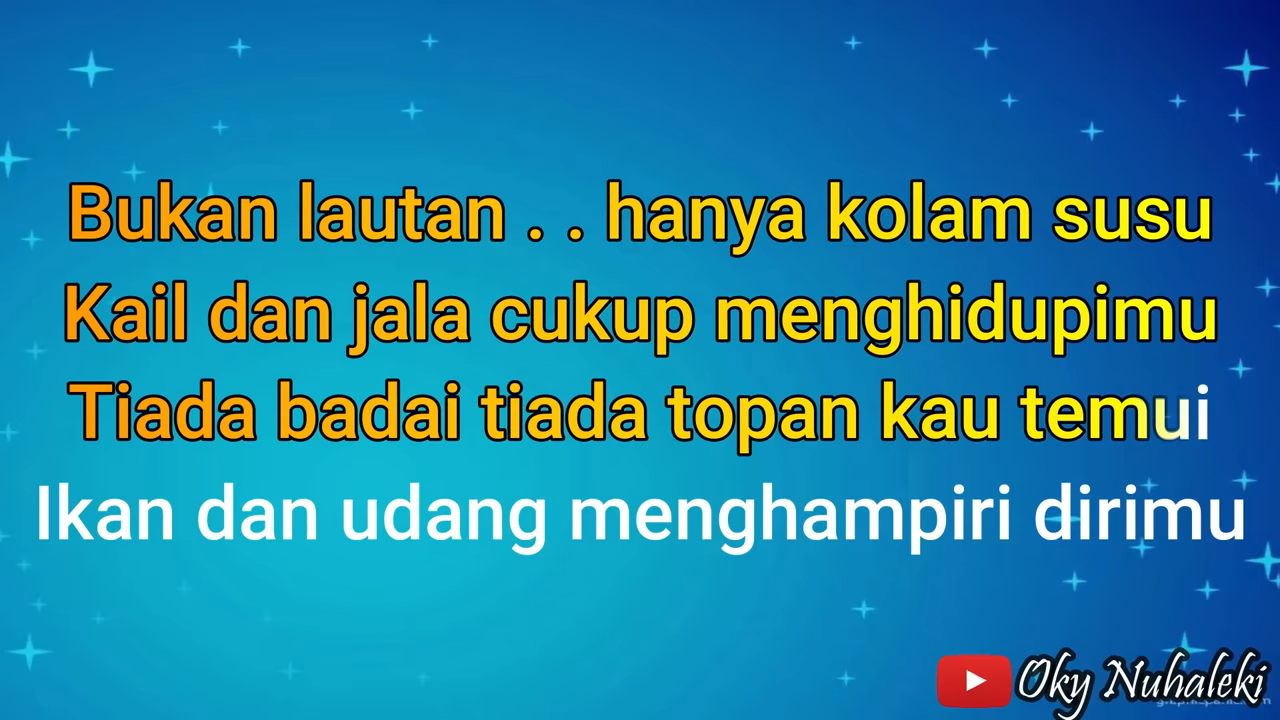 Bukan lautan . . hanya kolam susu
Kail dan jala cukup menghidupimu
Tiada badai tiada topan kau temui
Ikan dan udang menghampiri dirimu
Oky Nuhaleki